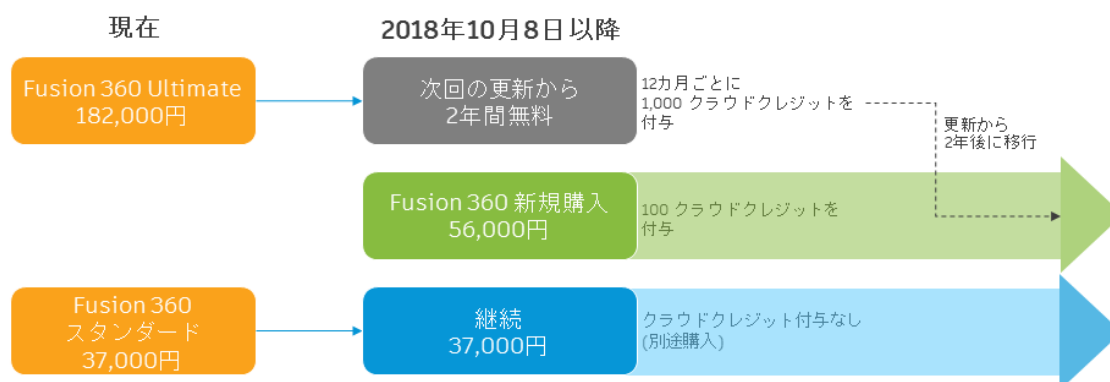 現在
2018年10月8日以降
Fusion 360 Ultimate
182,000円
次回の更新から
2年間無料
12カ月ごとに
1,000 クラウドクレジットを
付与
更新から
2年後に移行
Fusion 360 新規購入
56,000円
100 クラウドクレジットを
付与
Fusion 360
スタンダード
37,000円
継続
37,000円
クラウドクレジット付与なし
(別途購入)